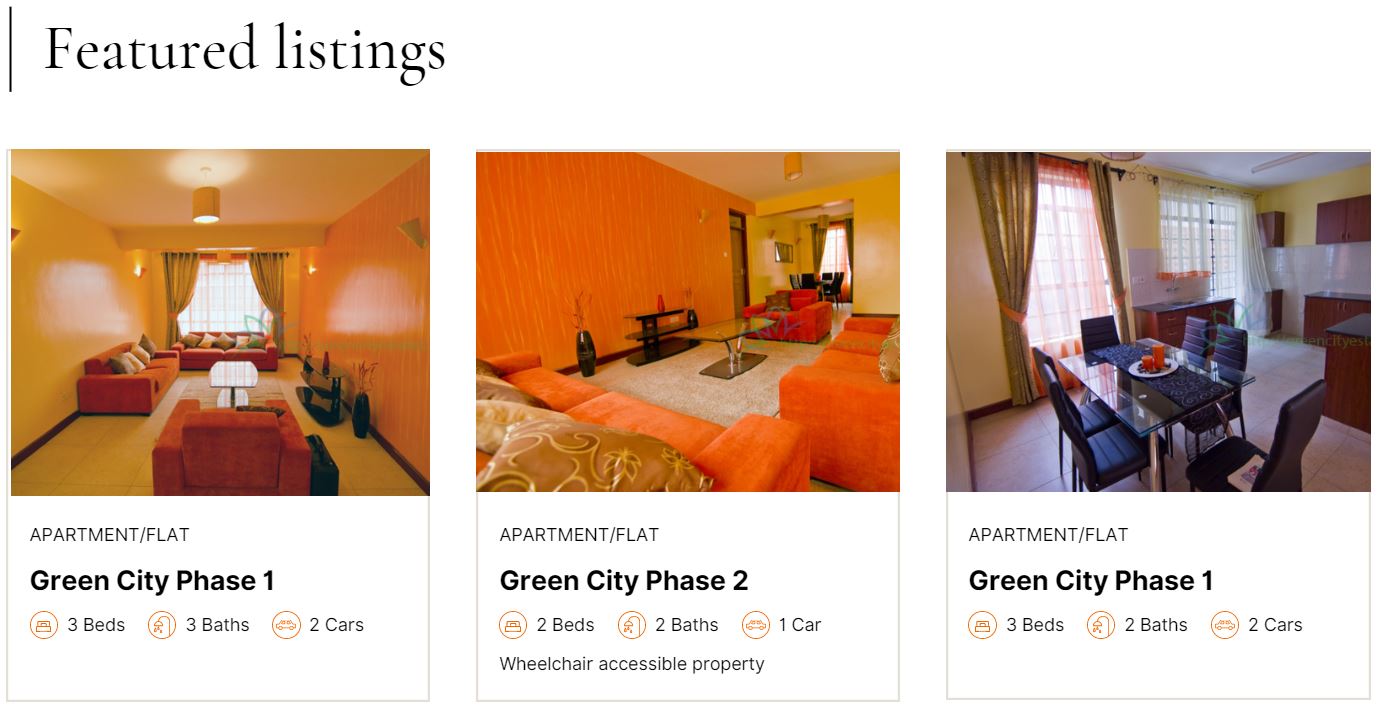 Featured listings
APARTMENT/FLAT
Green City Phase 1
3 Beds 3 Baths 2 Cars
APARTMENT/FLAT
Green City Phase 2
2 Beds 2 Baths 1 Car
Wheelchair accessible property
APARTMENT/FLAT
Green City Phase 1
3 Beds 2 Baths 2 Cars